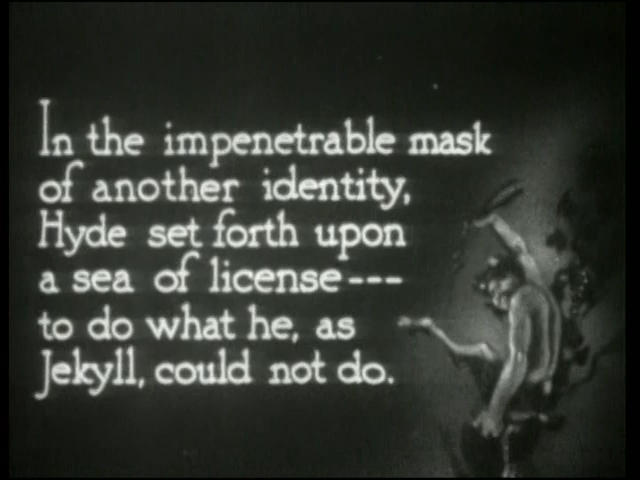 In the impenetrable mask
of another identity,
Hyde set forth upon
a sea of license---
to do what he, as
Jekyll, could not do.